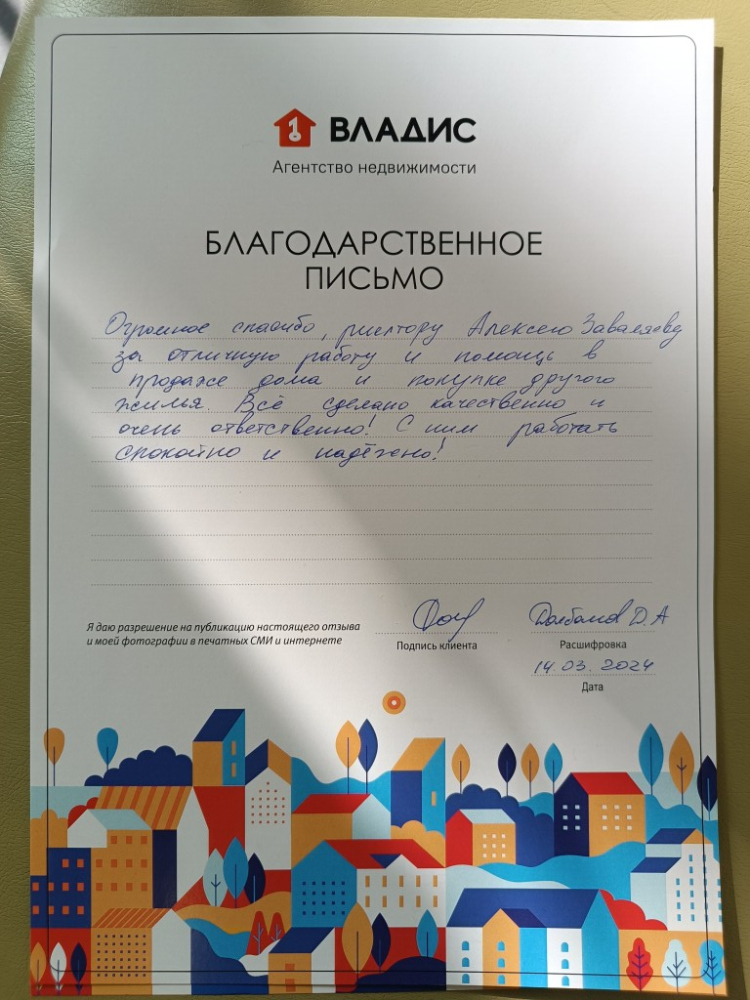 ВЛАДИС
Агентство недвижимости
БЛАГОДАРСТВЕННОЕ
ПИСЬМО
Огромное спасибо, риелтору Алексею
за отличную работу и помощь в
продаже дома и покупке другого
жилья. Всё сделано качественно и
очень ответственно! С ним работать
спокойно и надёжно!
Я даю разрешение на публикацию настоящего отзыва
и моей фотографии в печатных СМИ и интернете
Подпись клиента
Д.А
Расшифровка
14.03.2024
Дата